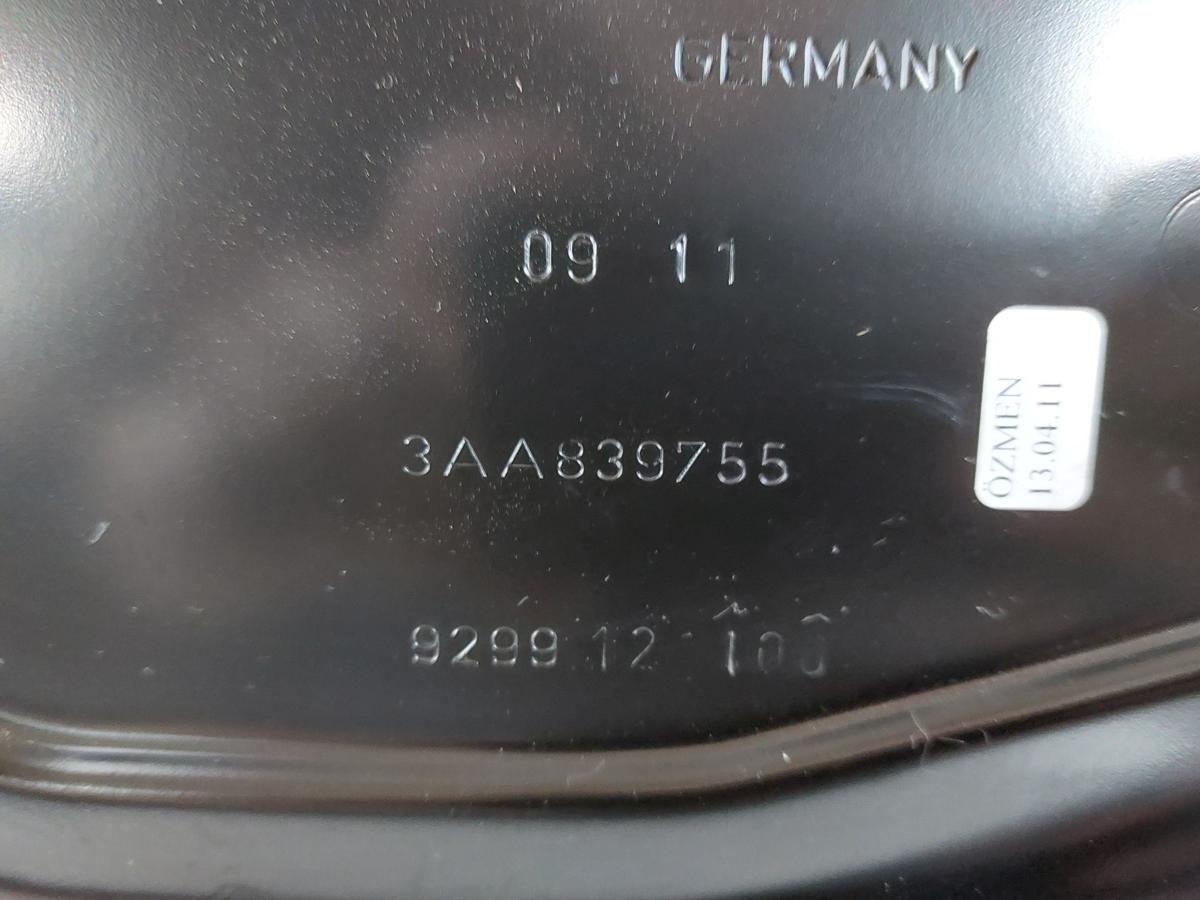 GERMANY
09 11
3AA839755
ÖZMEN
13.04.11
9299 12